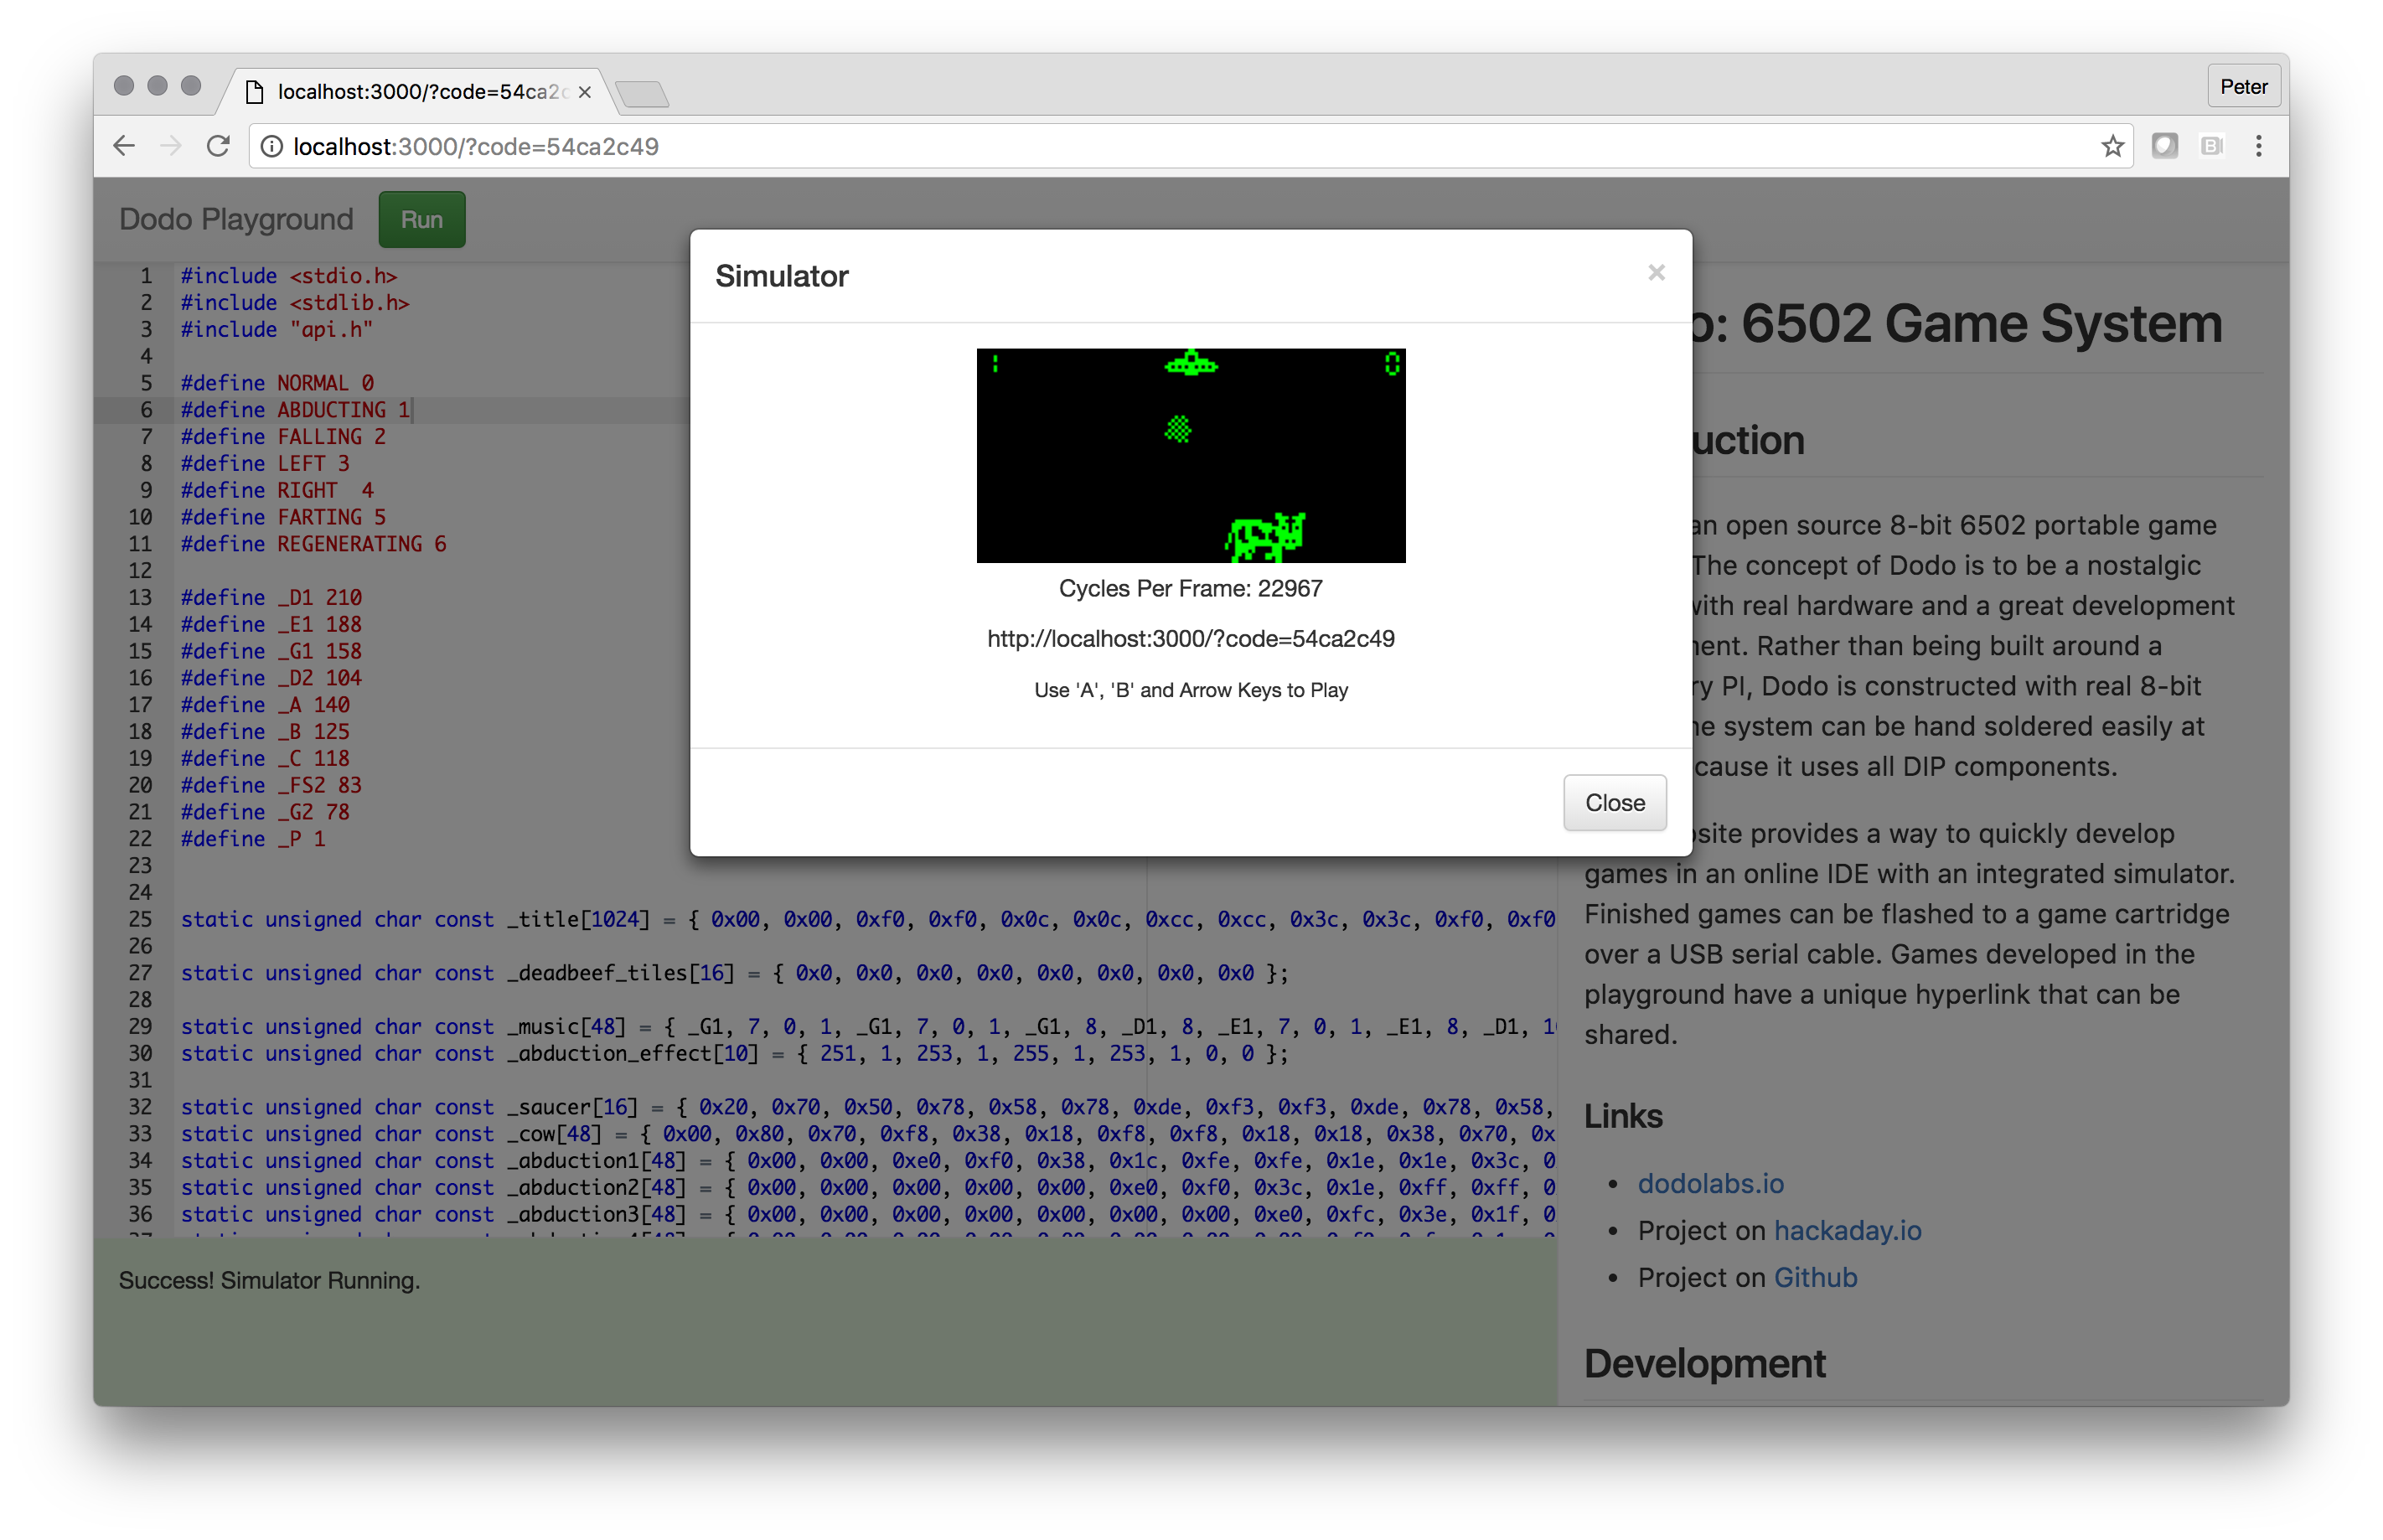 localhost:3000/?code=54ca2c
Peter
localhost:3000/?code=54ca2c49
Dodo Playground
Run
1 #include <stdio.h>
2 #include <stdlib.h>
3 #include "api.h"
4
5 #define NORMAL 0
6 #define ABDUCTING 1
7 #define FALLING 2
8 #define LEFT 3
9 #define RIGHT  4
10 #define FARTING 5
11 #define REGENERATING 6
12
13 #define _D1 210
14 #define _E1 188
15 #define _G1 158
16 #define _D2 104
17 #define _A 140
18 #define _B 125
19 #define _C 118
20 #define _FS2 83
21 #define _G2 78
22 #define _P 1
23
24
25 static unsigned char const _title[1024] = { 0x00, 0x00, 0xf0, 0xf0, 0x0c, 0x0c, 0xcc, 0xcc, 0x3c, 0x3c, 0xf0, 0xf0
26
27 static unsigned char const _deadbeef_tiles[16] = { 0x0, 0x0, 0x0, 0x0, 0x0, 0x0, 0x0, 0x0 };
28
29 static unsigned char const _music[48] = { _G1, 7, 0, 1, _G1, 7, 0, 1, _G1, 8, _D1, 8, _E1, 7, 0, 1, _E1, 8, _D1, 1
30 static unsigned char const _abduction_effect[10] = { 251, 1, 253, 1, 255, 1, 253, 1, 0, 0 };
31
32 static unsigned char const _saucer[16] = { 0x20, 0x70, 0x50, 0x78, 0x58, 0x78, 0xde, 0xf3, 0xf3, 0xde, 0x78, 0x58,
33 static unsigned char const _cow[48] = { 0x00, 0x80, 0x70, 0xf8, 0x38, 0x18, 0xf8, 0xf8, 0x18, 0x18, 0x38, 0x70, 0x
34 static unsigned char const _abduction1[48] = { 0x00, 0x00, 0xe0, 0xf0, 0x38, 0x1c, 0xfe, 0xfe, 0x1e, 0x1e, 0x3c, 0
35 static unsigned char const _abduction2[48] = { 0x00, 0x00, 0x00, 0x00, 0x00, 0xe0, 0xf0, 0x3c, 0x1e, 0xff, 0xff, 0
36 static unsigned char const _abduction3[48] = { 0x00, 0x00, 0x00, 0x00, 0x00, 0x00, 0x00, 0xe0, 0xfc, 0x3e, 0x1f, 0
Success! Simulator Running.
Simulator
×
1 0
Cycles Per Frame: 22967
http://localhost:3000/?code=54ca2c49
Use 'A', 'B' and Arrow Keys to Play
Close
o: 6502 Game System
uction
an open source 8-bit 6502 portable game
The concept of Dodo is to be a nostalgic
with real hardware and a great development
ent. Rather than being built around a
ry PI, Dodo is constructed with real 8-bit
e system can be hand soldered easily at
cause it uses all DIP components.
site provides a way to quickly develop
games in an online IDE with an integrated simulator.
Finished games can be flashed to a game cartridge
over a USB serial cable. Games developed in the
playground have a unique hyperlink that can be
shared.
Links
• dodolabs.io
• Project on hackaday.io
• Project on Github
Development